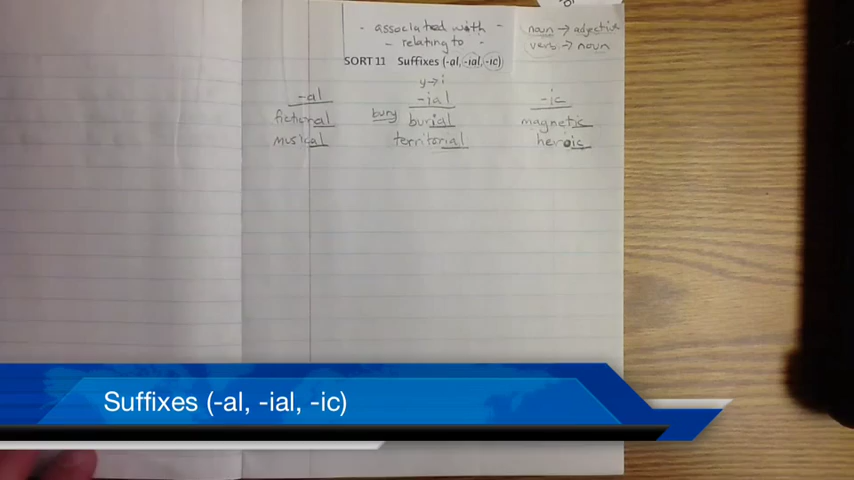 - associated with -
- relating to -
noun → adjective
verb → noun
SORT 11 Suffixes (-al, -ial, -ic)
y→i
-al
fictional
musical
-ial
bury burial
territorial
-ic
magnetic
heroic
Suffixes (-al, -ial, -ic)